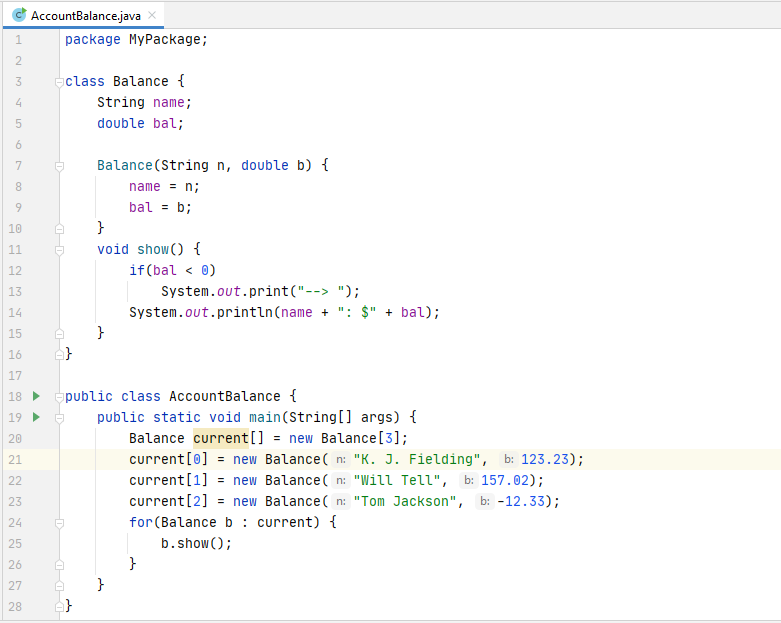 AccountBalance.java
1 package MyPackage;
2
3 class Balance {
4     String name;
5     double bal;
6
7     Balance(String n, double b) {
8         name = n;
9         bal = b;
10     }
11     void show() {
12         if(bal < 0)
13             System.out.print("--> ");
14         System.out.println(name + ": $" + bal);
15     }
16 }
17
18 public class AccountBalance {
19     public static void main(String[] args) {
20         Balance current[] = new Balance[3];
21         current[0] = new Balance( n: "K. J. Fielding", b: 123.23);
22         current[1] = new Balance( n: "Will Tell", b: 157.02);
23         current[2] = new Balance( n: "Tom Jackson", b: -12.33);
24         for(Balance b : current) {
25             b.show();
26         }
27     }
28 }